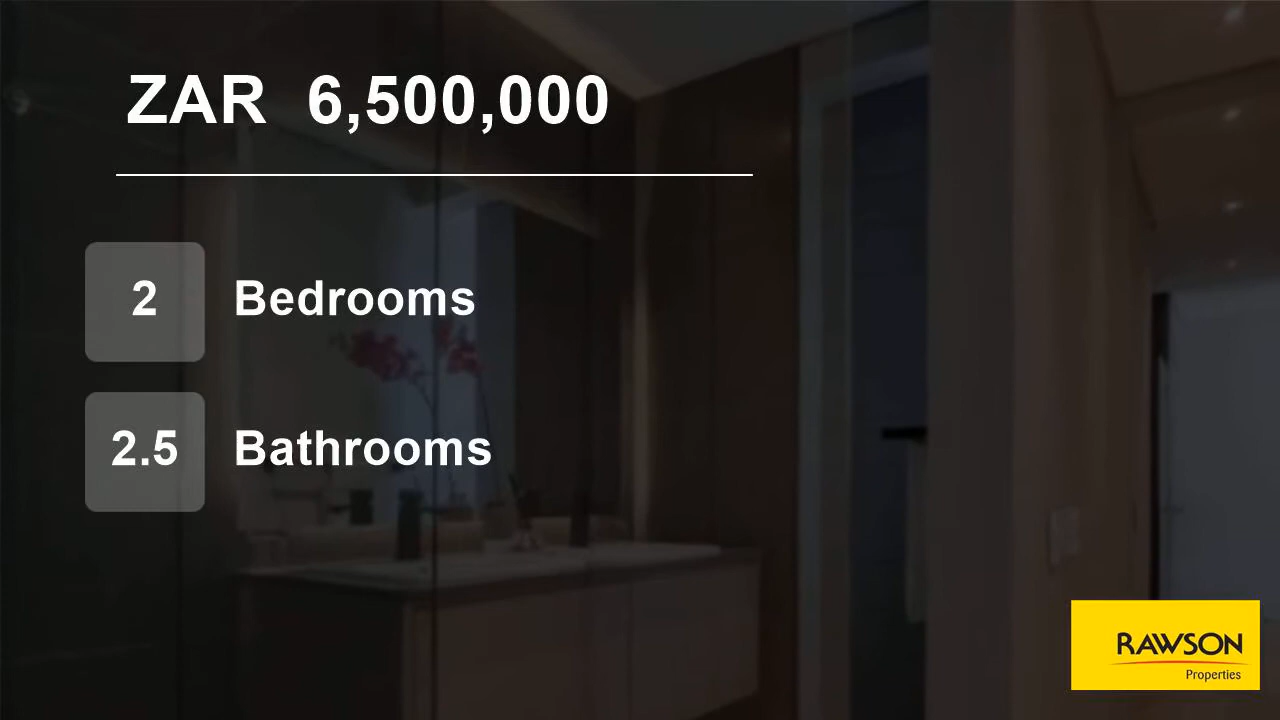 ZAR 6,500,000
2 Bedrooms
2.5 Bathrooms
RAWSON
Properties